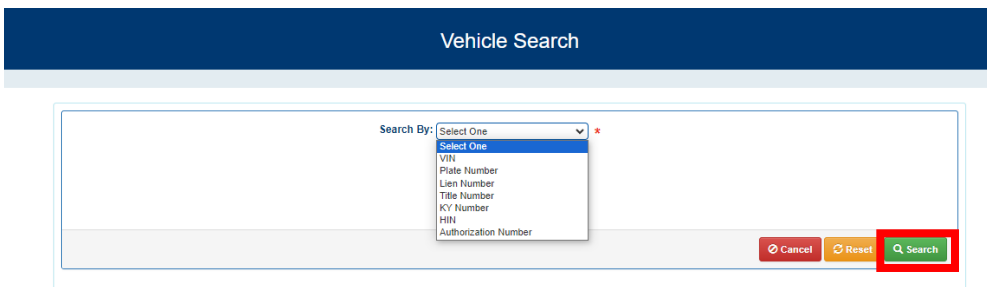 Vehicle Search
Search By: Select One *
Select One
VIN
Plate Number
Lien Number
Title Number
KY Number
HIN
Authorization Number
Cancel Reset Search